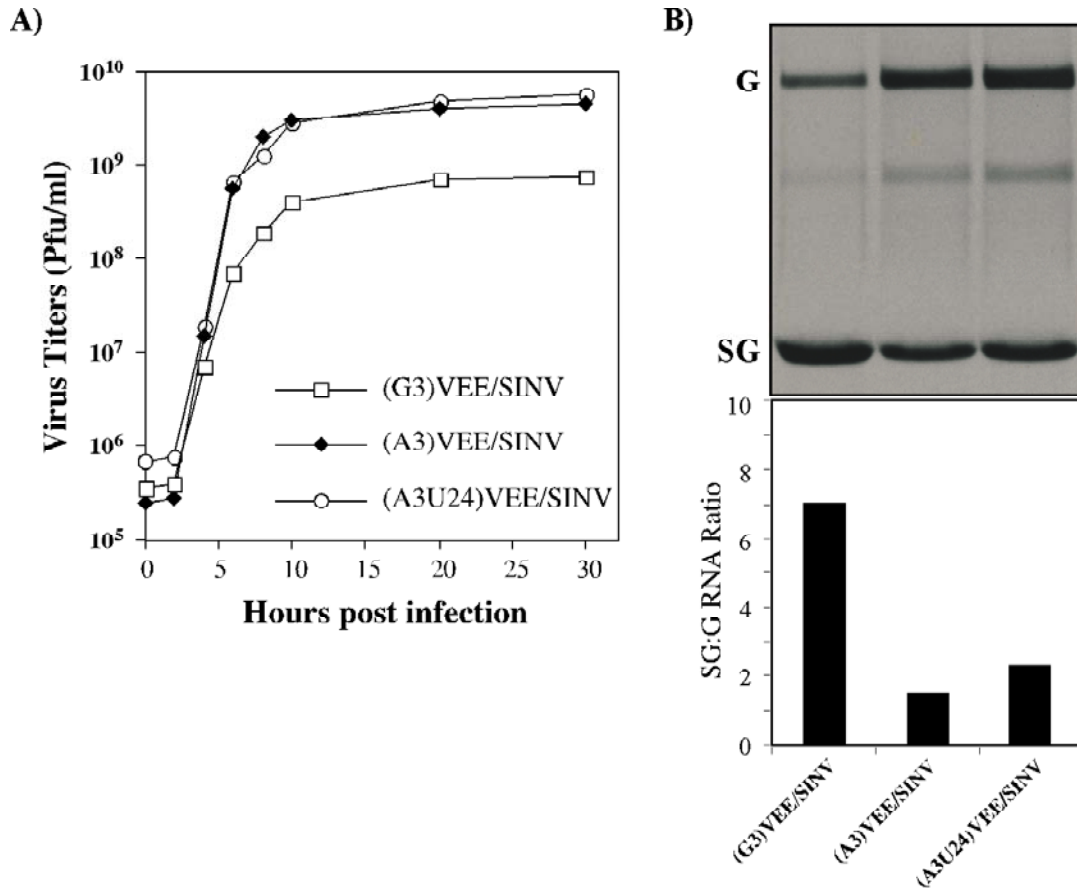 A)
10^10
10^9
10^8
10^7
10^6
10^5
Virus Titers (Pfu/ml)
(G3)VEE/SINV
(A3)VEE/SINV
(A3U24)VEE/SINV
0 5 10 15 20 25 30
Hours post infection
B)
G
SG
10
8
6
4
2
0
SG:G RNA Ratio
(G3)VEE/SINV
(A3)VEE/SINV
(A3U24)VEE/SINV